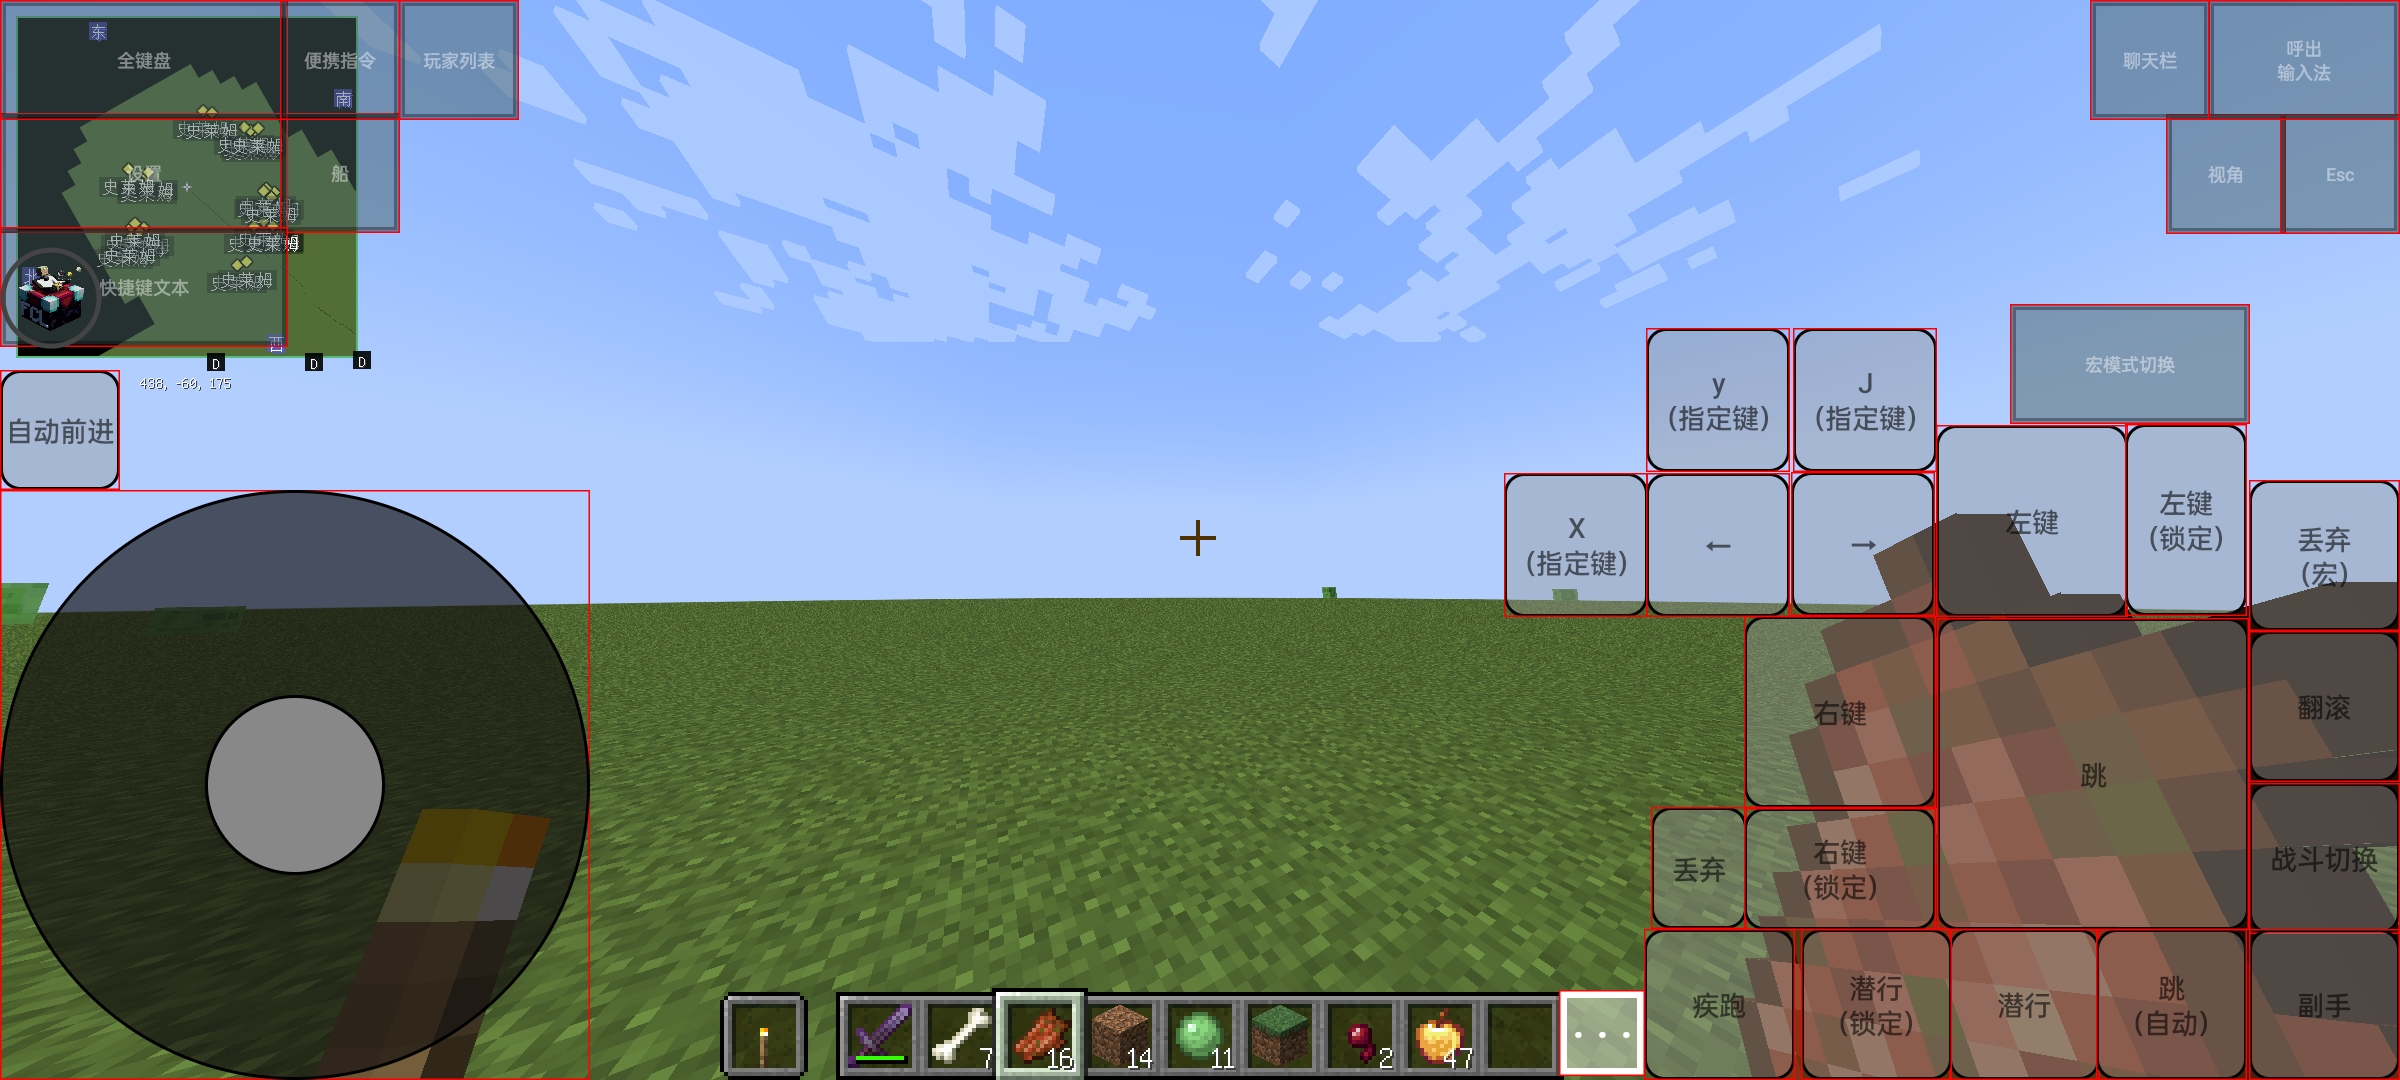 东
全键盘
便携指令
玩家列表
聊天栏
呼出
输入法
南
史莱姆
史莱姆
设置
船
视角
Esc
史莱姆
史莱姆
史莱姆
史莱姆
史莱姆
史莱姆
史莱姆
北
史莱姆
快捷键文本
FCL
西
D
D
D
438, -60, 175
宏模式切换
自动前进
y
(指定键)
J
(指定键)
X
(指定键)
←
→
左键
左键
(锁定)
丢弃
(宏)
右键
跳
翻滚
丢弃
右键
(锁定)
战斗切换
疾跑
潜行
(锁定)
潜行
跳
(自动)
副手
7
16
14
11
2
47
...